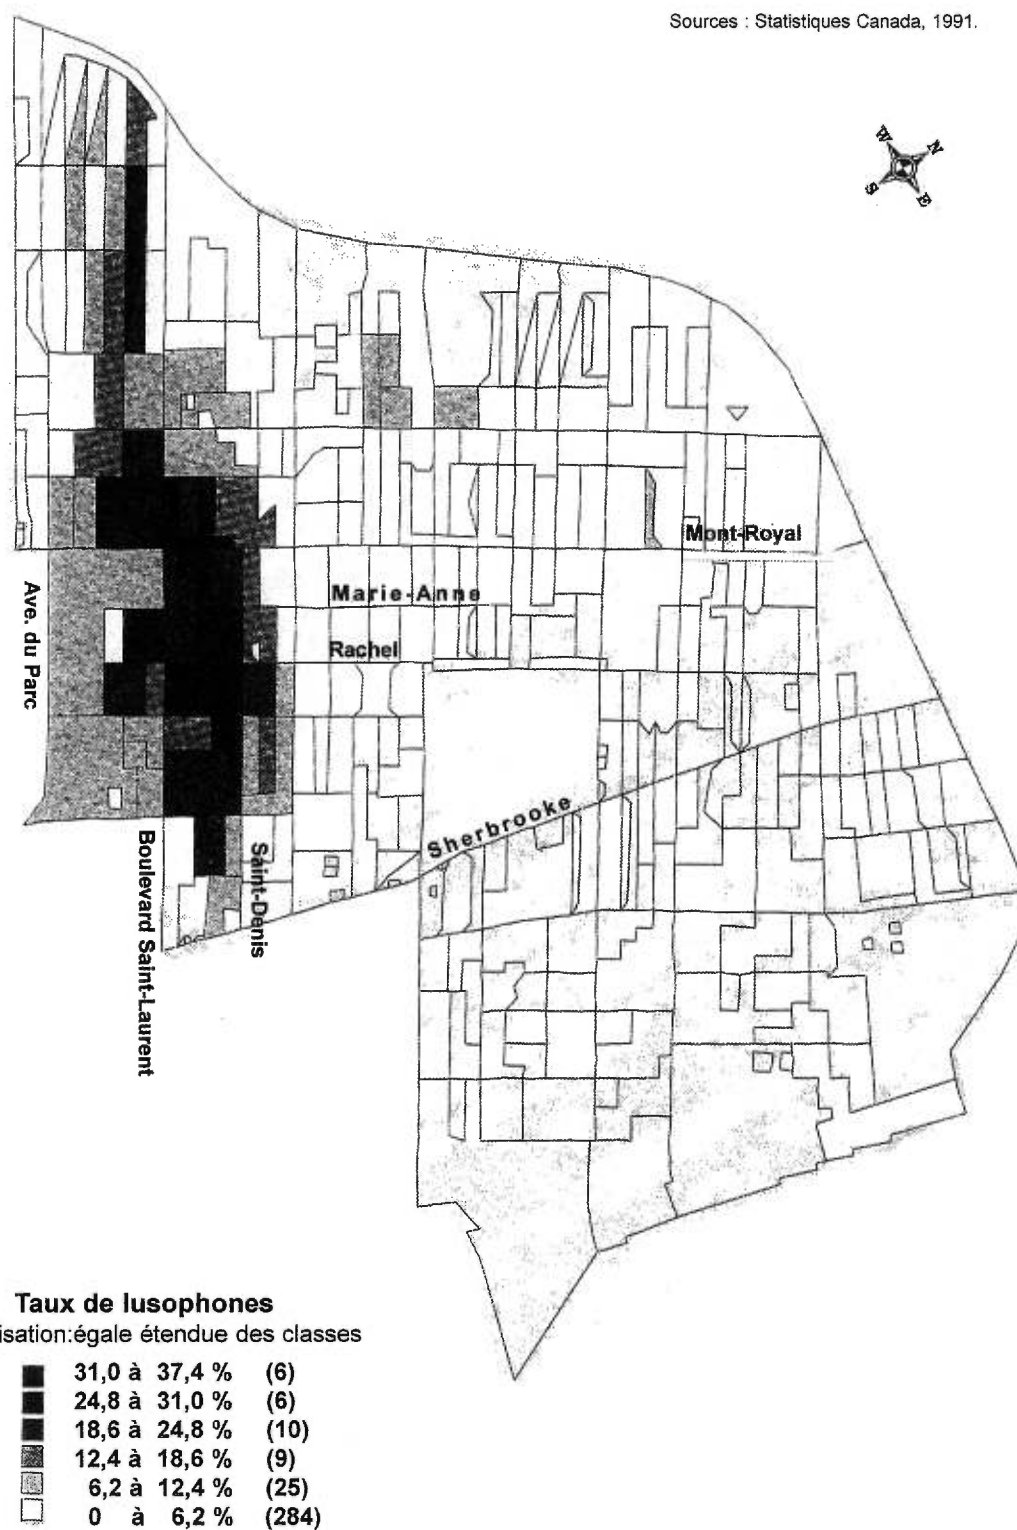 Sources : Statistiques Canada, 1991.
W
N
S
E
Mont-Royal
Marie-Anne
Rachel
Ave. du Parc
Sherbrooke
Boulevard Saint-Laurent
Saint-Denis
Taux de lusophones
isation:égale étendue des classes
31,0 à 37,4 % (6)
24,8 à 31,0 % (6)
18,6 à 24,8 % (10)
12,4 à 18,6 % (9)
6,2 à 12,4 % (25)
0 à 6,2 % (284)